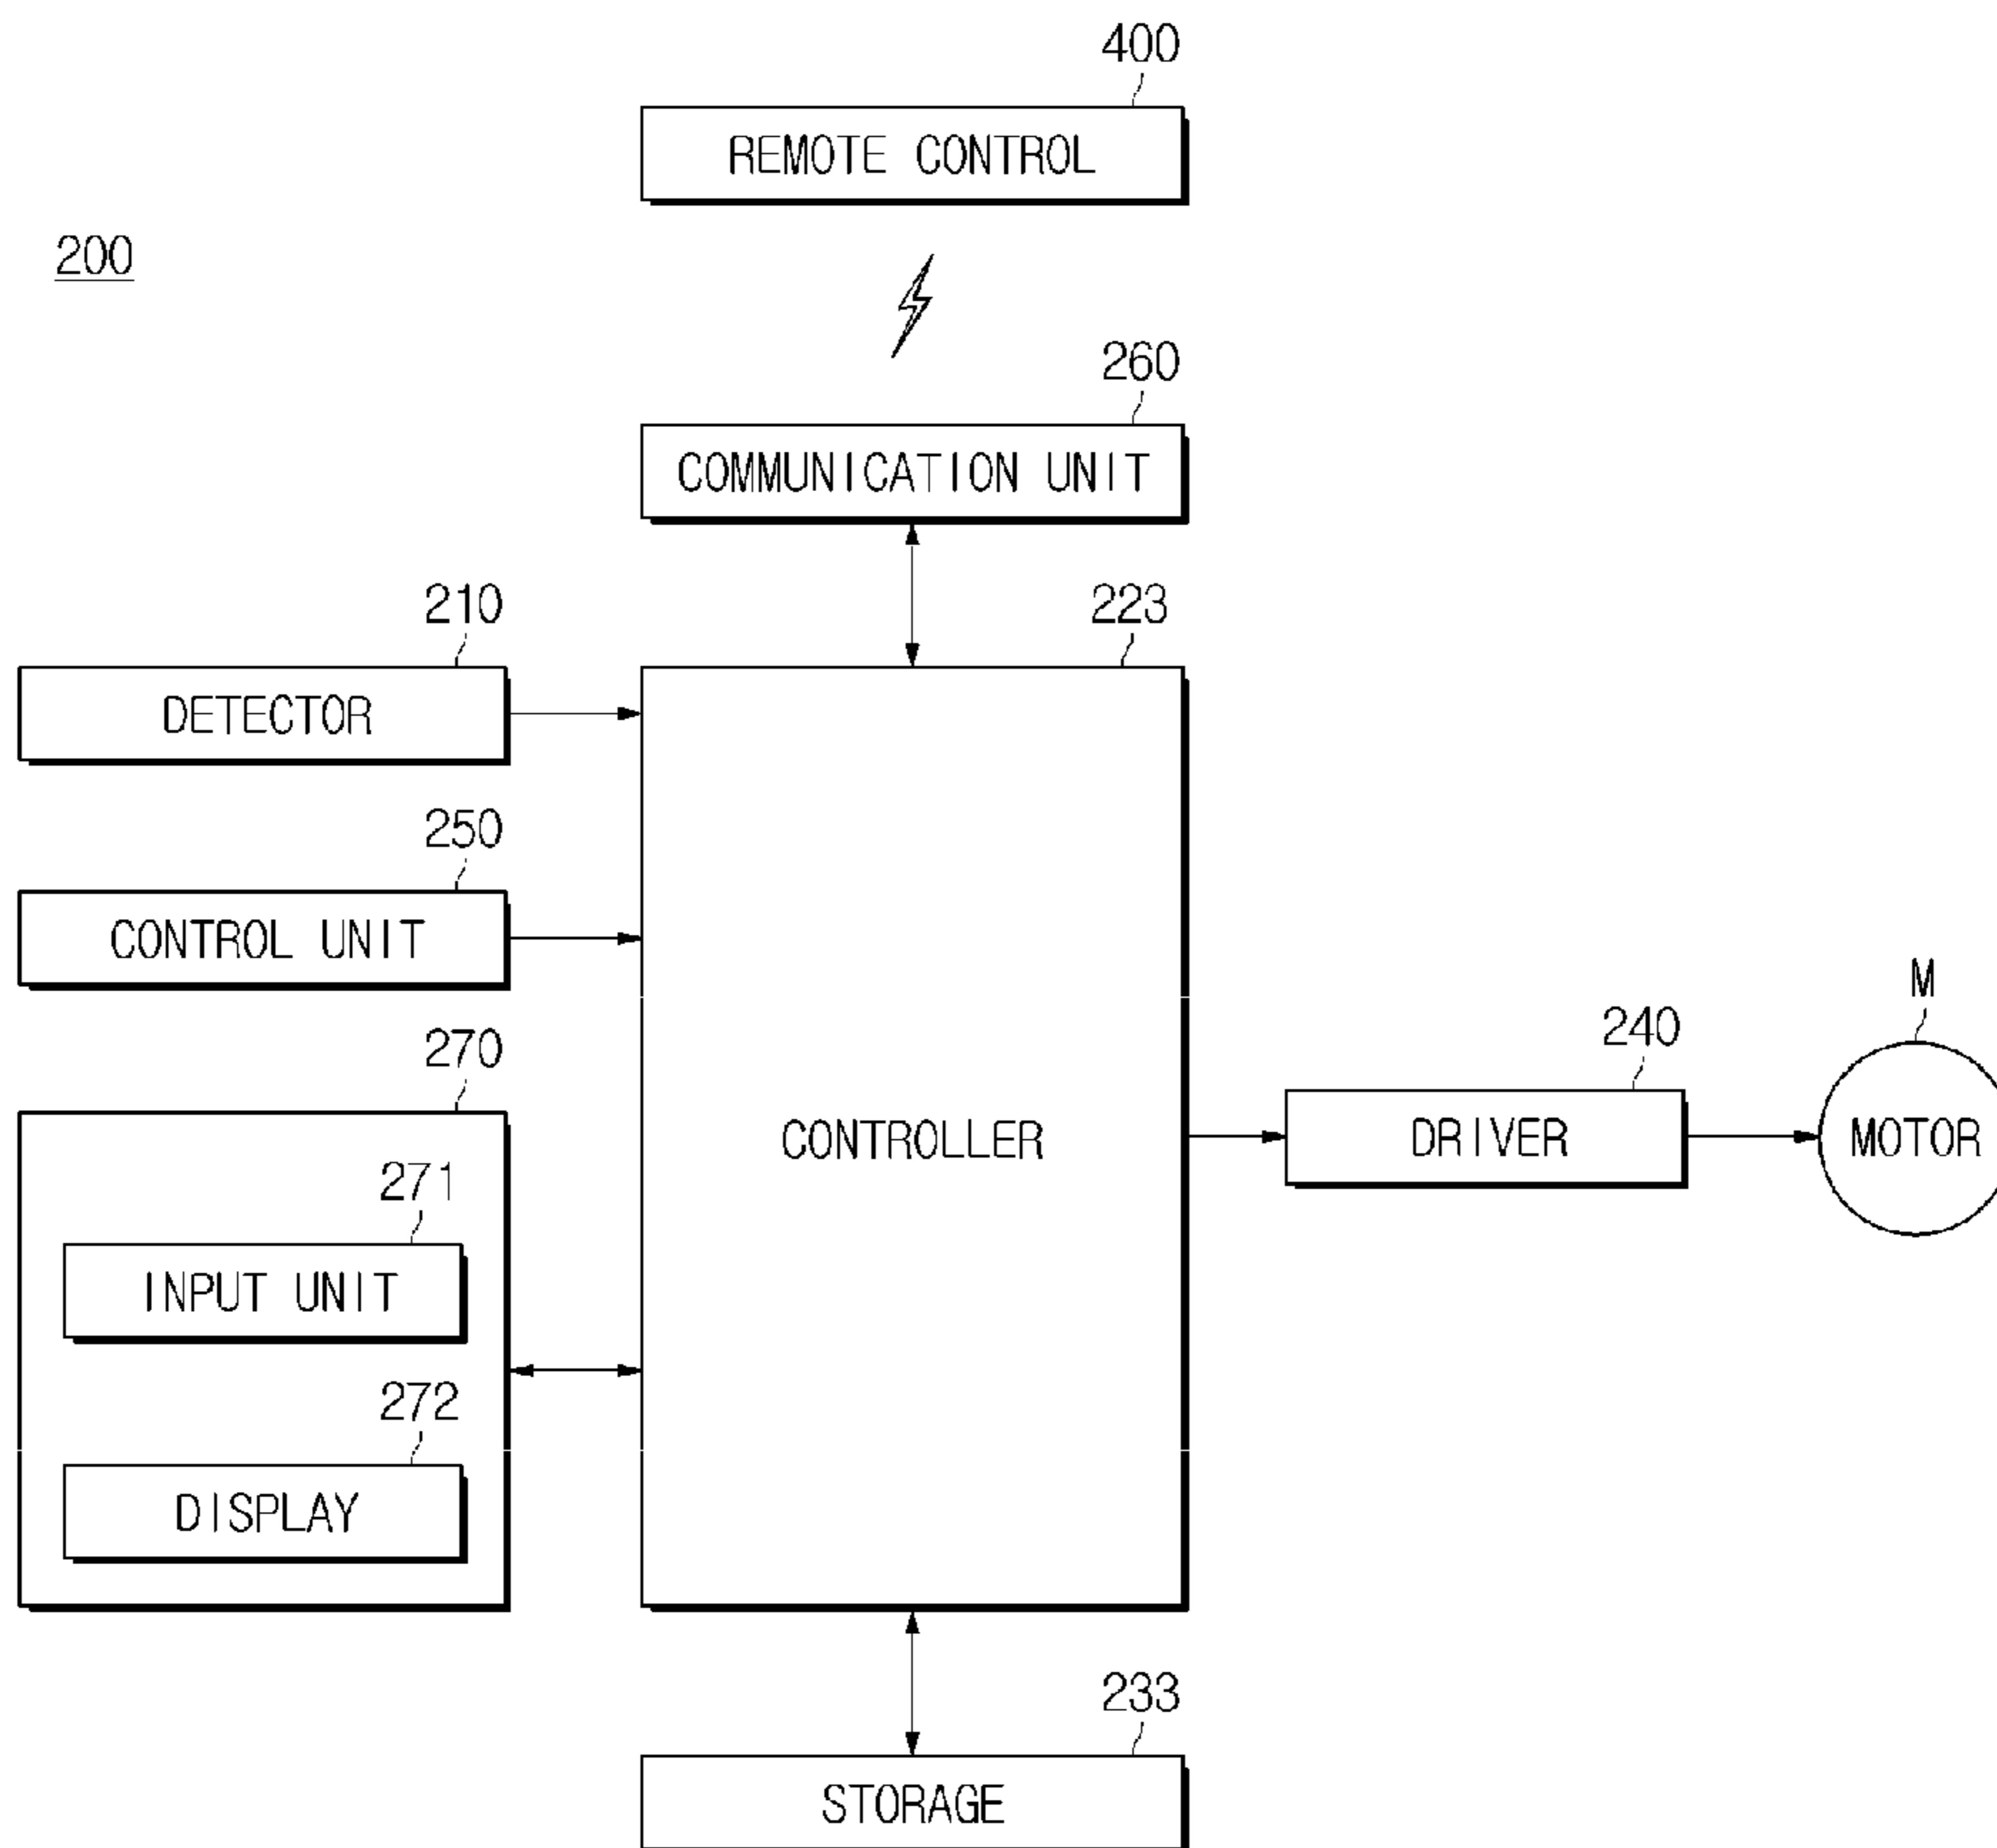 400
REMOTE CONTROL
200
260
COMMUNICATION UNIT
210
223
DETECTOR
250
CONTROL UNIT
M
270
240
CONTROLLER
DRIVER
MOTOR
271
INPUT UNIT
272
DISPLAY
233
STORAGE